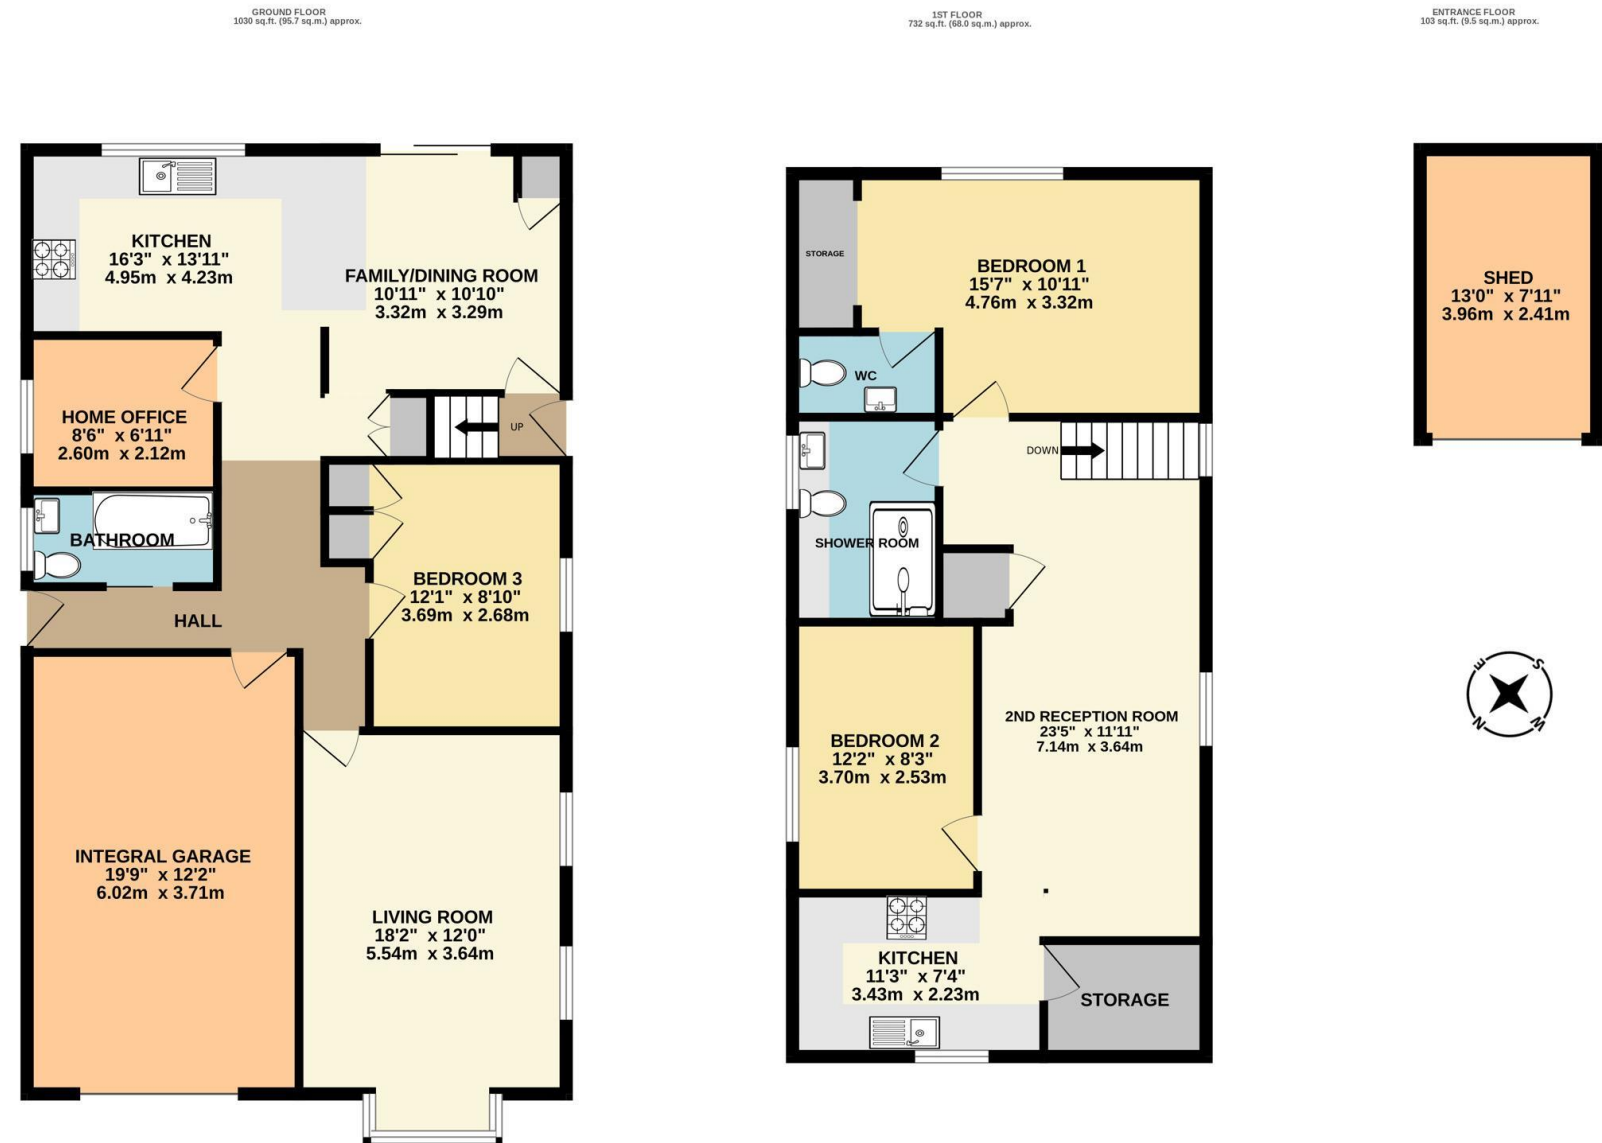 GROUND FLOOR
1030 sq.ft. (95.7 sq.m.) approx.
1ST FLOOR
732 sq.ft. (68.0 sq.m.) approx.
ENTRANCE FLOOR
103 sq.ft. (9.5 sq.m.) approx.
KITCHEN
16'3" x 13'11"
4.95m x 4.23m
FAMILY/DINING ROOM
10'11" x 10'10"
3.32m x 3.29m
HOME OFFICE
8'6" x 6'11"
2.60m x 2.12m
UP
BATHROOM
BEDROOM 3
12'1" x 8'10"
3.69m x 2.68m
HALL
INTEGRAL GARAGE
19'9" x 12'2"
6.02m x 3.71m
LIVING ROOM
18'2" x 12'0"
5.54m x 3.64m
STORAGE
BEDROOM 1
15'7" x 10'11"
4.76m x 3.32m
WC
DOWN
SHOWER ROOM
2ND RECEPTION ROOM
23'5" x 11'11"
7.14m x 3.64m
BEDROOM 2
12'2" x 8'3"
3.70m x 2.53m
KITCHEN
11'3" x 7'4"
3.43m x 2.23m
STORAGE
SHED
13'0" x 7'11"
3.96m x 2.41m
E
S
N
W